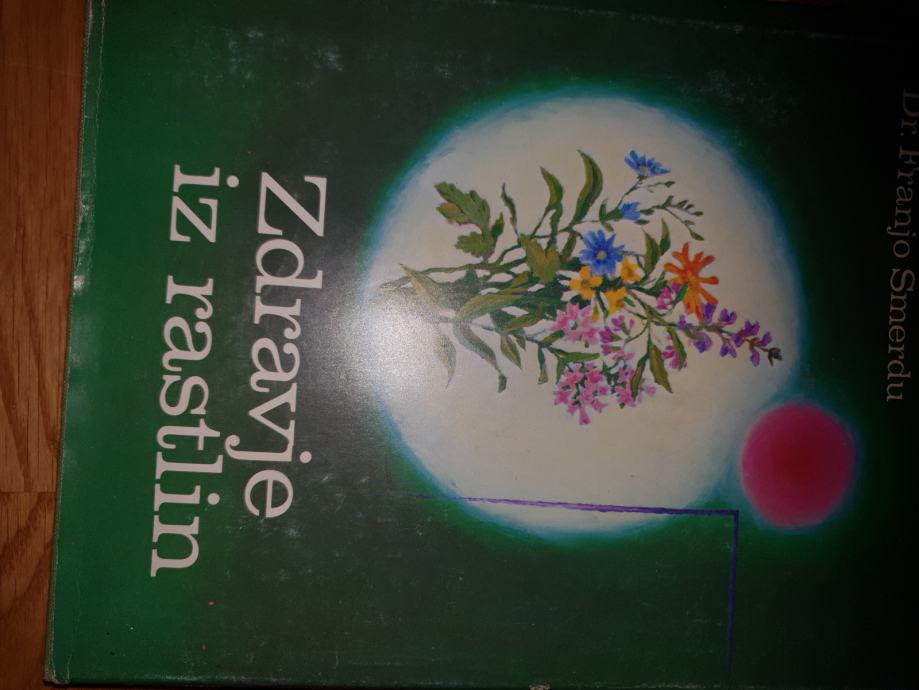 Dr. Franjo Smerdu
Zdravje
iz rastlin